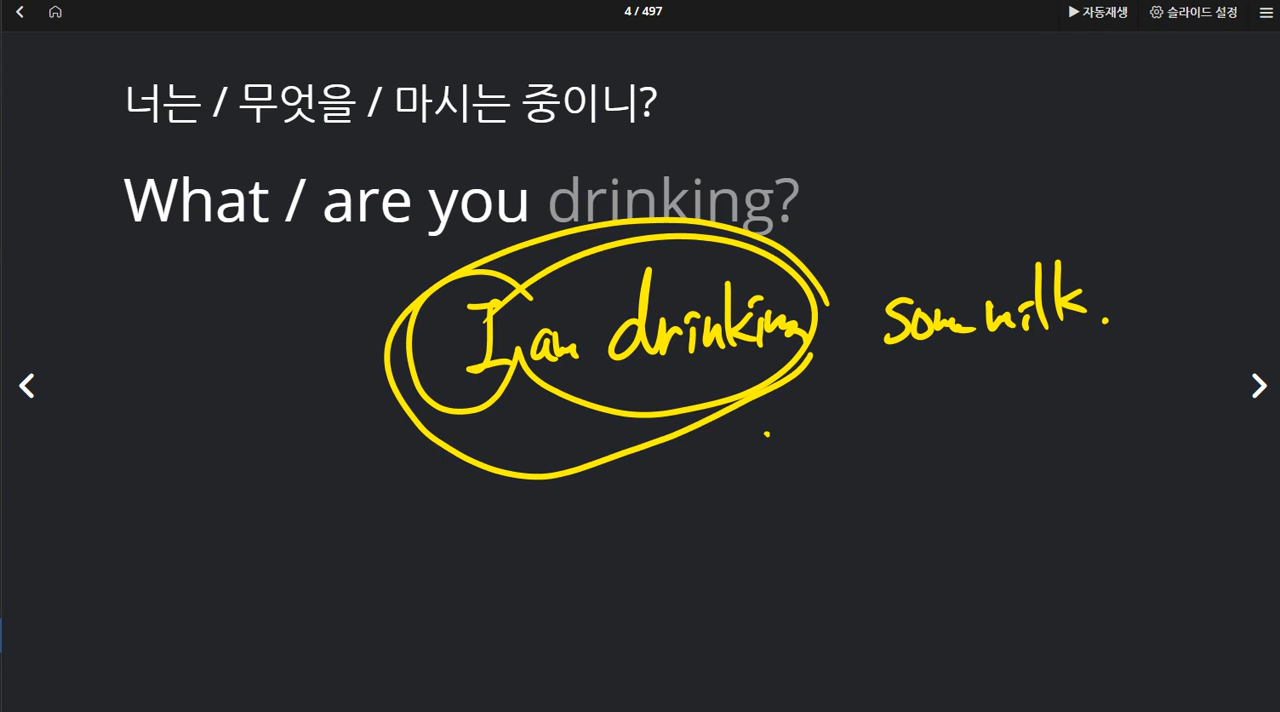 4 / 497
자동재생
슬라이드 설정
너는 / 무엇을 / 마시는 중이니?
What / are you drinking?
I am drinking some milk.